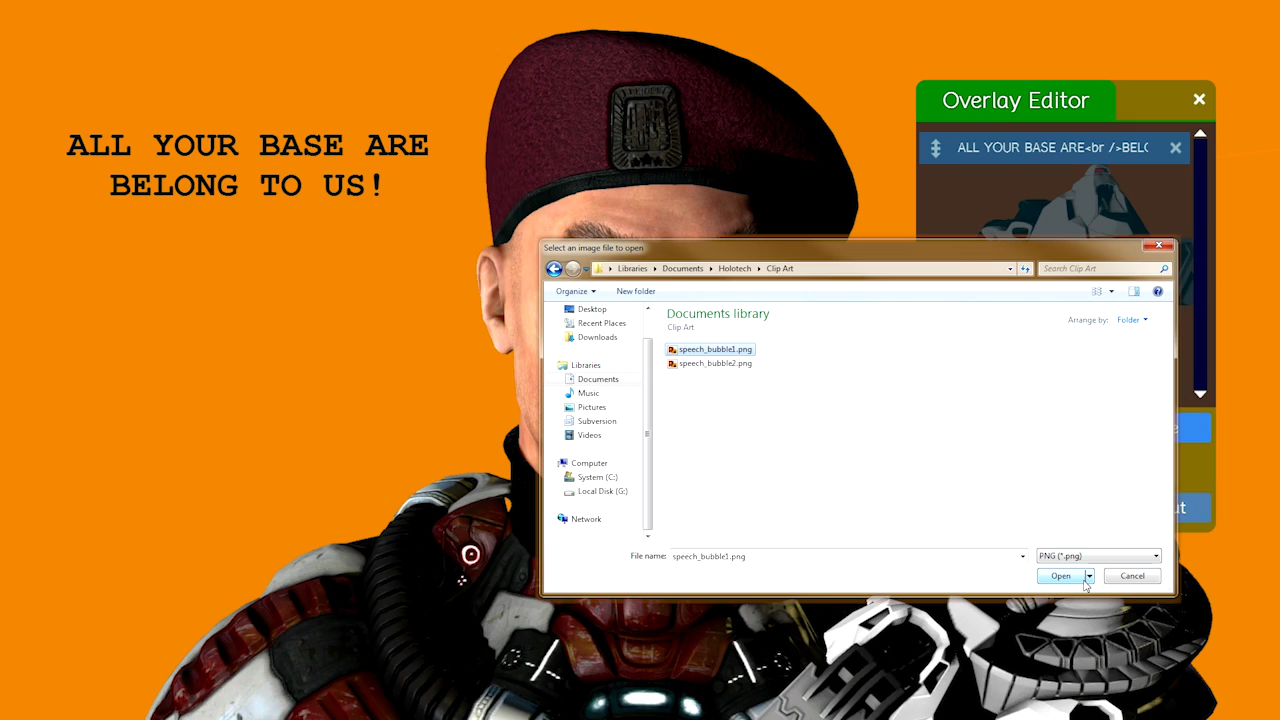 ALL YOUR BASE ARE
BELONG TO US!
Overlay Editor
ALL YOUR BASE ARE<br />BELO
Select an image file to open
Libraries
Documents
Holotech
Clip Art
Search Clip Art
Organize
New folder
Desktop
Recent Places
Downloads
Libraries
Documents
Music
Pictures
Subversion
Videos
Computer
System (C:)
Local Disk (G:)
Network
Documents library
Clip Art
Arrange by:
Folder
speech_bubble1.png
speech_bubble2.png
File name:
speech_bubble1.png
PNG (*.png)
Open
Cancel